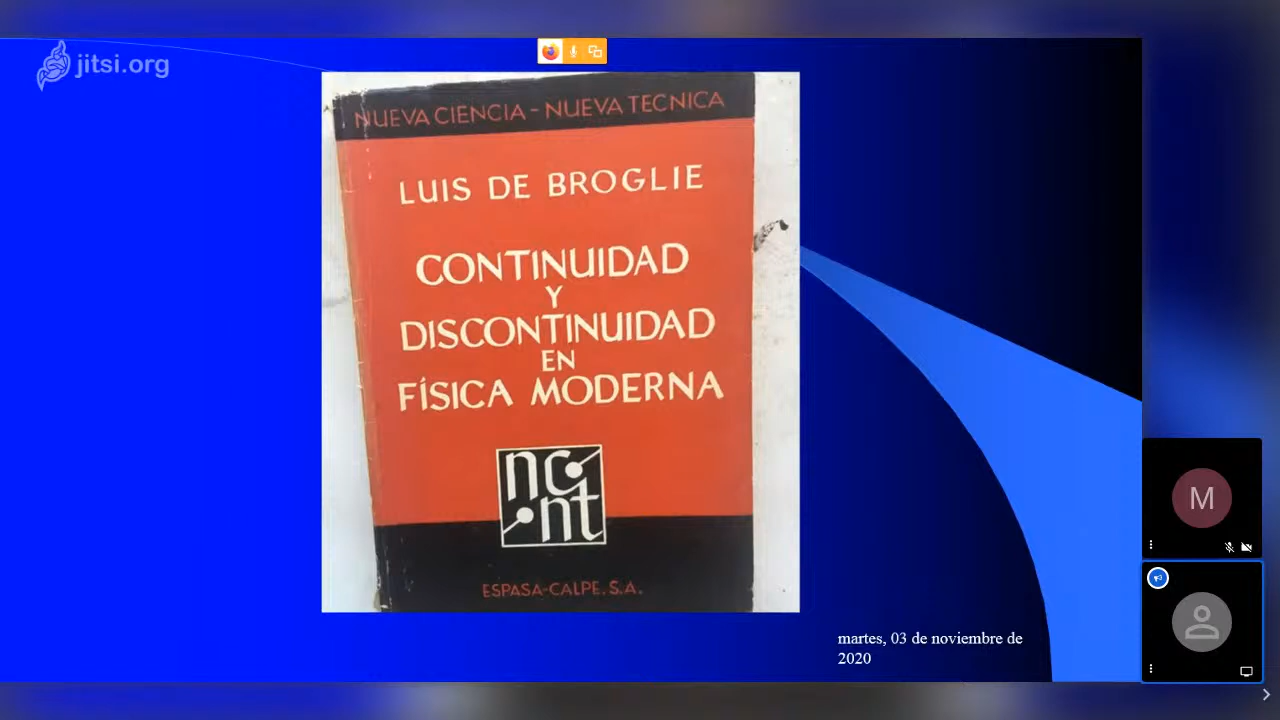 jitsi.org
NUEVA CIENCIA - NUEVA TECNICA
LUIS DE BROGLIE
CONTINUIDAD
Y
DISCONTINUIDAD
EN
FÍSICA MODERNA
nc
nt
ESPASA-CALPE, S.A.
martes, 03 de noviembre de
2020
M